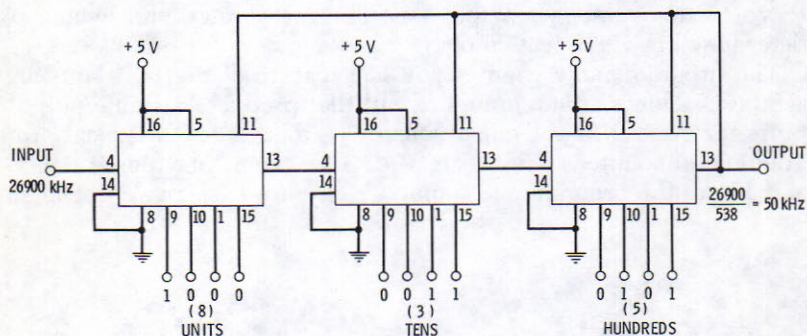 + 5 V
+ 5 V
+ 5 V
16 5 11
16 5 11
16 5 11
INPUT
26900 kHz
4
14
13
4
14
13
4
14
13
OUTPUT
26900
538
= 50 kHz
8 9 10 1 15
8 9 10 1 15
8 9 10 1 15
1 0 0 0
0 0 1 1
0 1 0 1
(8)
UNITS
(3)
TENS
(5)
HUNDREDS